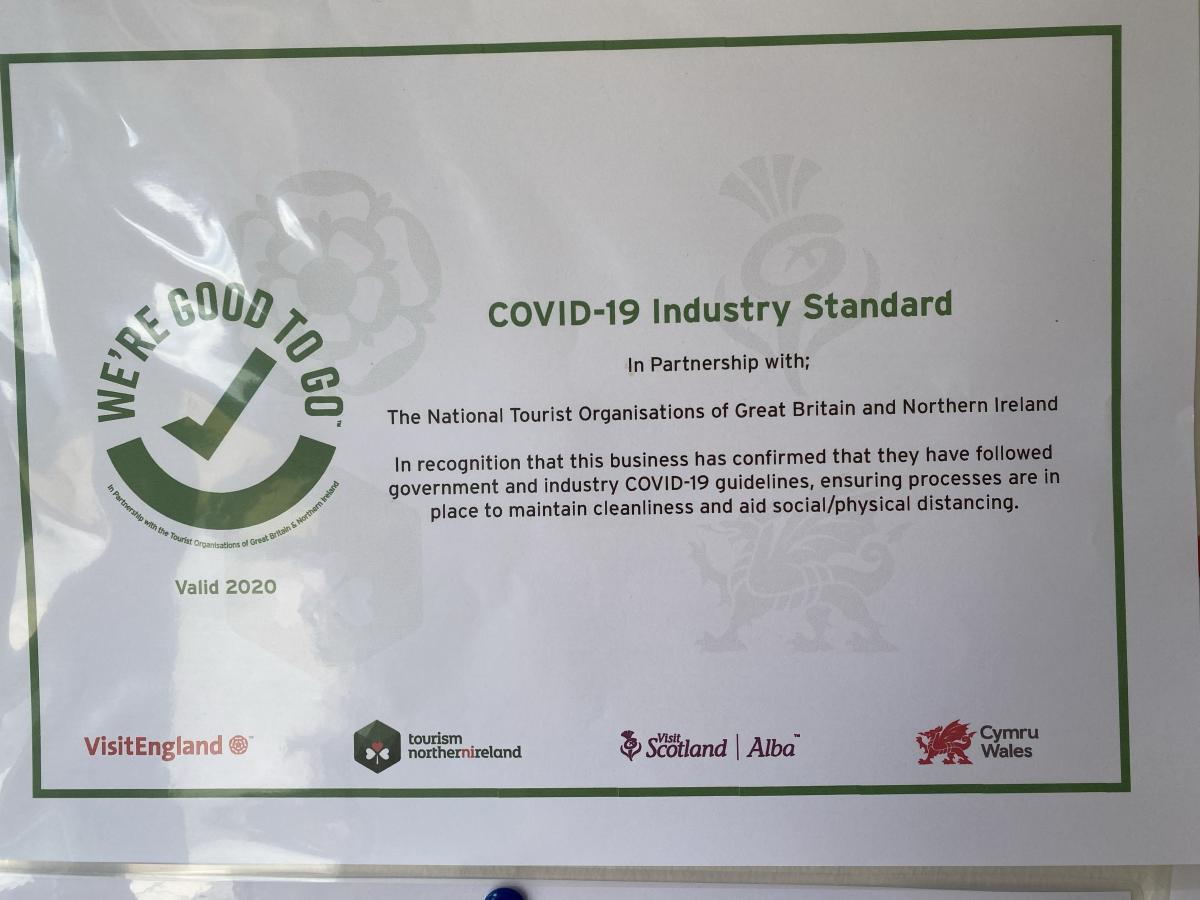 WE'RE GOOD TO GO™
In Partnership with the Tourist Organisations of Great Britain & Northern Ireland
Valid 2020
COVID-19 Industry Standard
In Partnership with;
The National Tourist Organisations of Great Britain and Northern Ireland
In recognition that this business has confirmed that they have followed
government and industry COVID-19 guidelines, ensuring processes are in
place to maintain cleanliness and aid social/physical distancing.
VisitEngland™
tourism
northernireland
Visit
Scotland | Alba™
Cymru
Wales